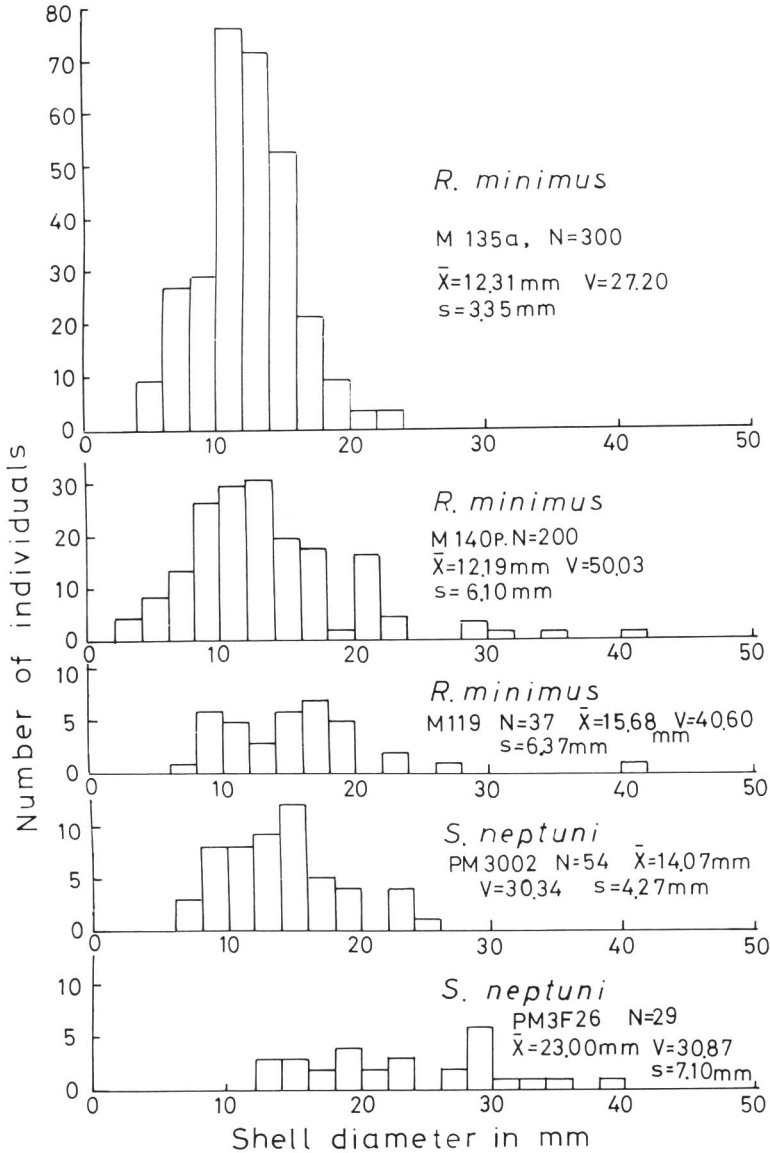 Number of individuals
80
70
60
50
40
30
20
10
0
R. minimus
M 135a, N=300
X̄=12.31mm V=27.20
s=3.35mm
0 10 20 30 40 50
30
20
10
0
R. minimus
M 140P. N=200
X̄=12.19mm V=50.03
s=6.10mm
0 10 20 30 40 50
10
5
0
R. minimus
M119 N=37 X̄=15.68mm V=40.60
s=6.37mm
0 10 20 30 40 50
10
5
0
S. neptuni
PM 3002 N=54 X̄=14.07mm
V=30.34 s=4.27mm
0 10 20 30 40 50
10
5
0
S. neptuni
PM3F26 N=29
X̄=23.00mm V=30.87
s=7.10mm
0 10 20 30 40 50
Shell diameter in mm